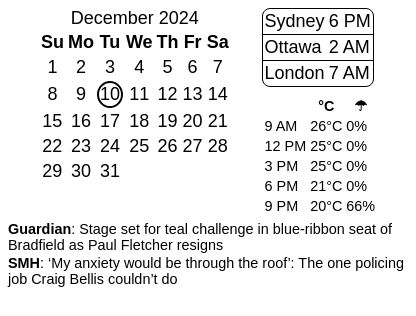 December 2024
Su Mo Tu We Th Fr Sa
1 2 3 4 5 6 7
8 9 10 11 12 13 14
15 16 17 18 19 20 21
22 23 24 25 26 27 28
29 30 31
Sydney 6 PM
Ottawa 2 AM
London 7 AM
°C ☂
9 AM 26°C 0%
12 PM 25°C 0%
3 PM 25°C 0%
6 PM 21°C 0%
9 PM 20°C 66%
Guardian: Stage set for teal challenge in blue-ribbon seat of
Bradfield as Paul Fletcher resigns
SMH: ‘My anxiety would be through the roof’: The one policing
job Craig Bellis couldn’t do